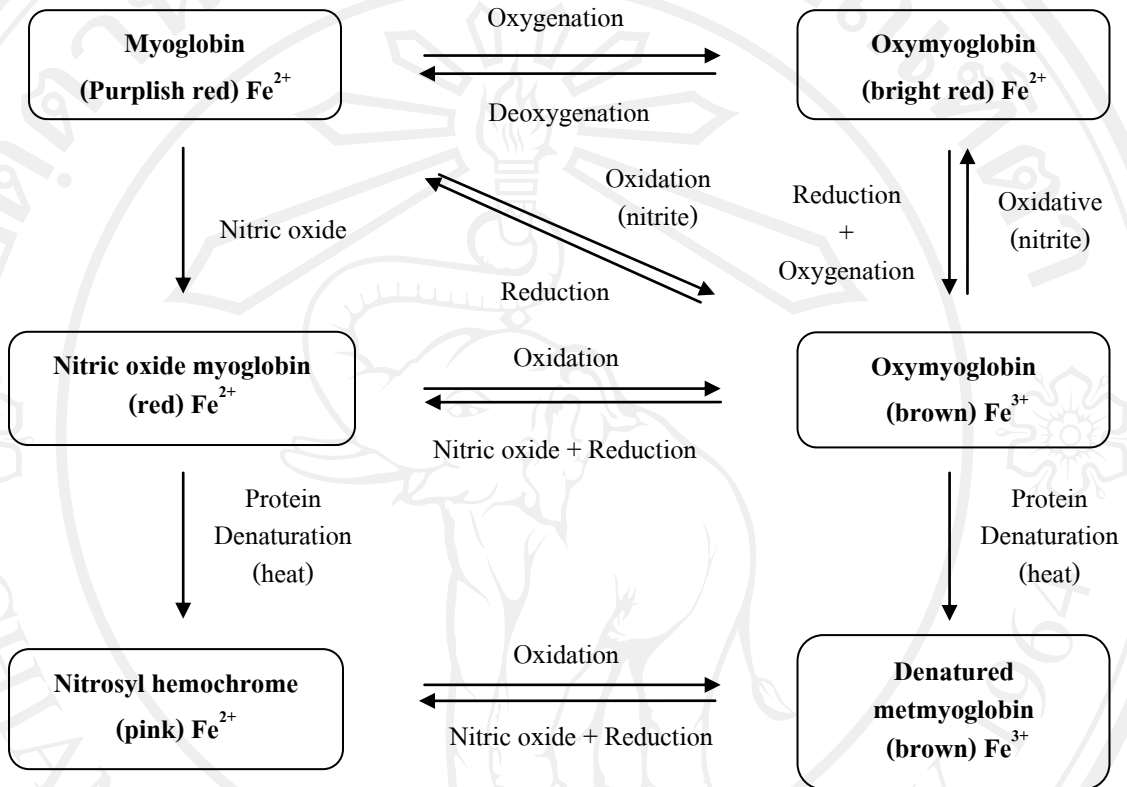 Oxygenation
Myoglobin
(Purplish red) Fe2+
Oxymyoglobin
(bright red) Fe2+
Deoxygenation
Nitric oxide
Oxidation
(nitrite)
Reduction
Reduction
+
Oxygenation
Oxidative
(nitrite)
Nitric oxide myoglobin
(red) Fe2+
Oxidation
Nitric oxide + Reduction
Oxymyoglobin
(brown) Fe3+
Protein
Denaturation
(heat)
Protein
Denaturation
(heat)
Nitrosyl hemochrome
(pink) Fe2+
Oxidation
Nitric oxide + Reduction
Denatured
metmyoglobin
(brown) Fe3+
1964